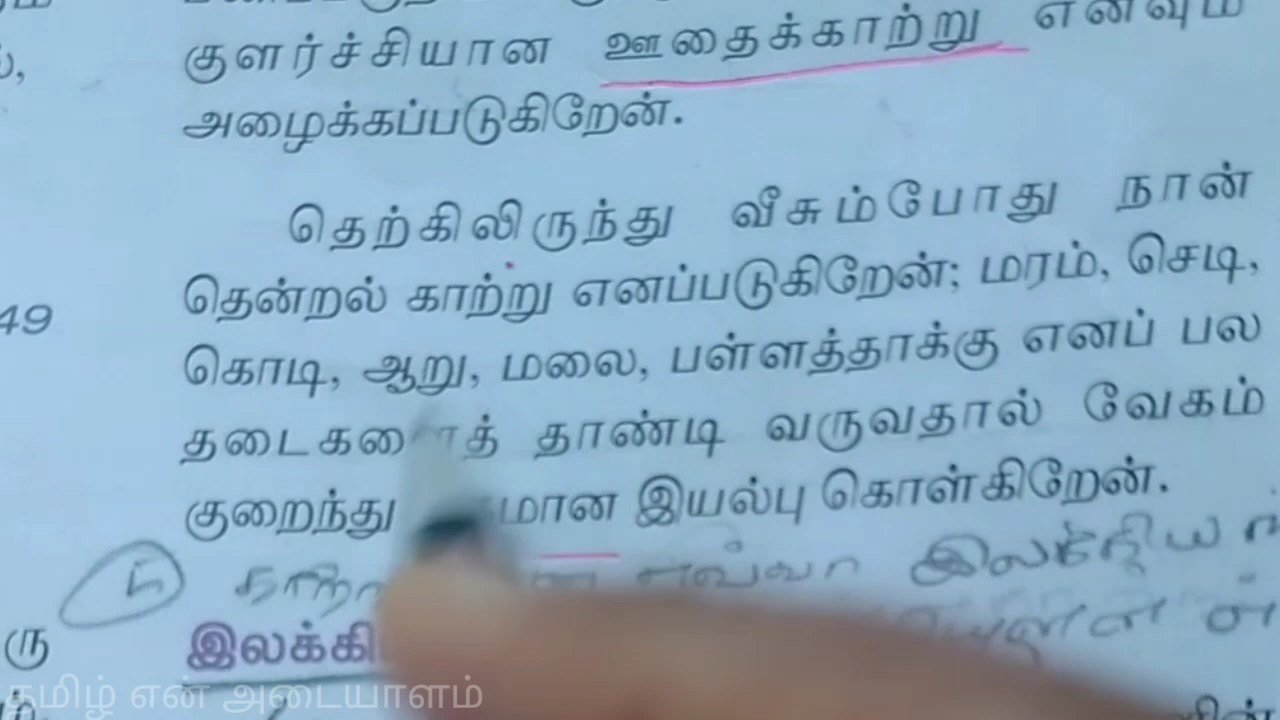 குளர்ச்சியான ஊதைக்காற்று எனவும்
அழைக்கப்படுகிறேன்.
தெற்கிலிருந்து வீசும்போது நான்
தென்றல் காற்று எனப்படுகிறேன்; மரம், செடி,
49
கொடி, ஆறு, மலை, பள்ளத்தாக்கு எனப் பல
தடைகளைத் தாண்டி வருவதால் வேகம்
குறைந்து இயல்பு கொள்கிறேன்.
ரு
தமிழ் என் அடையாளம்